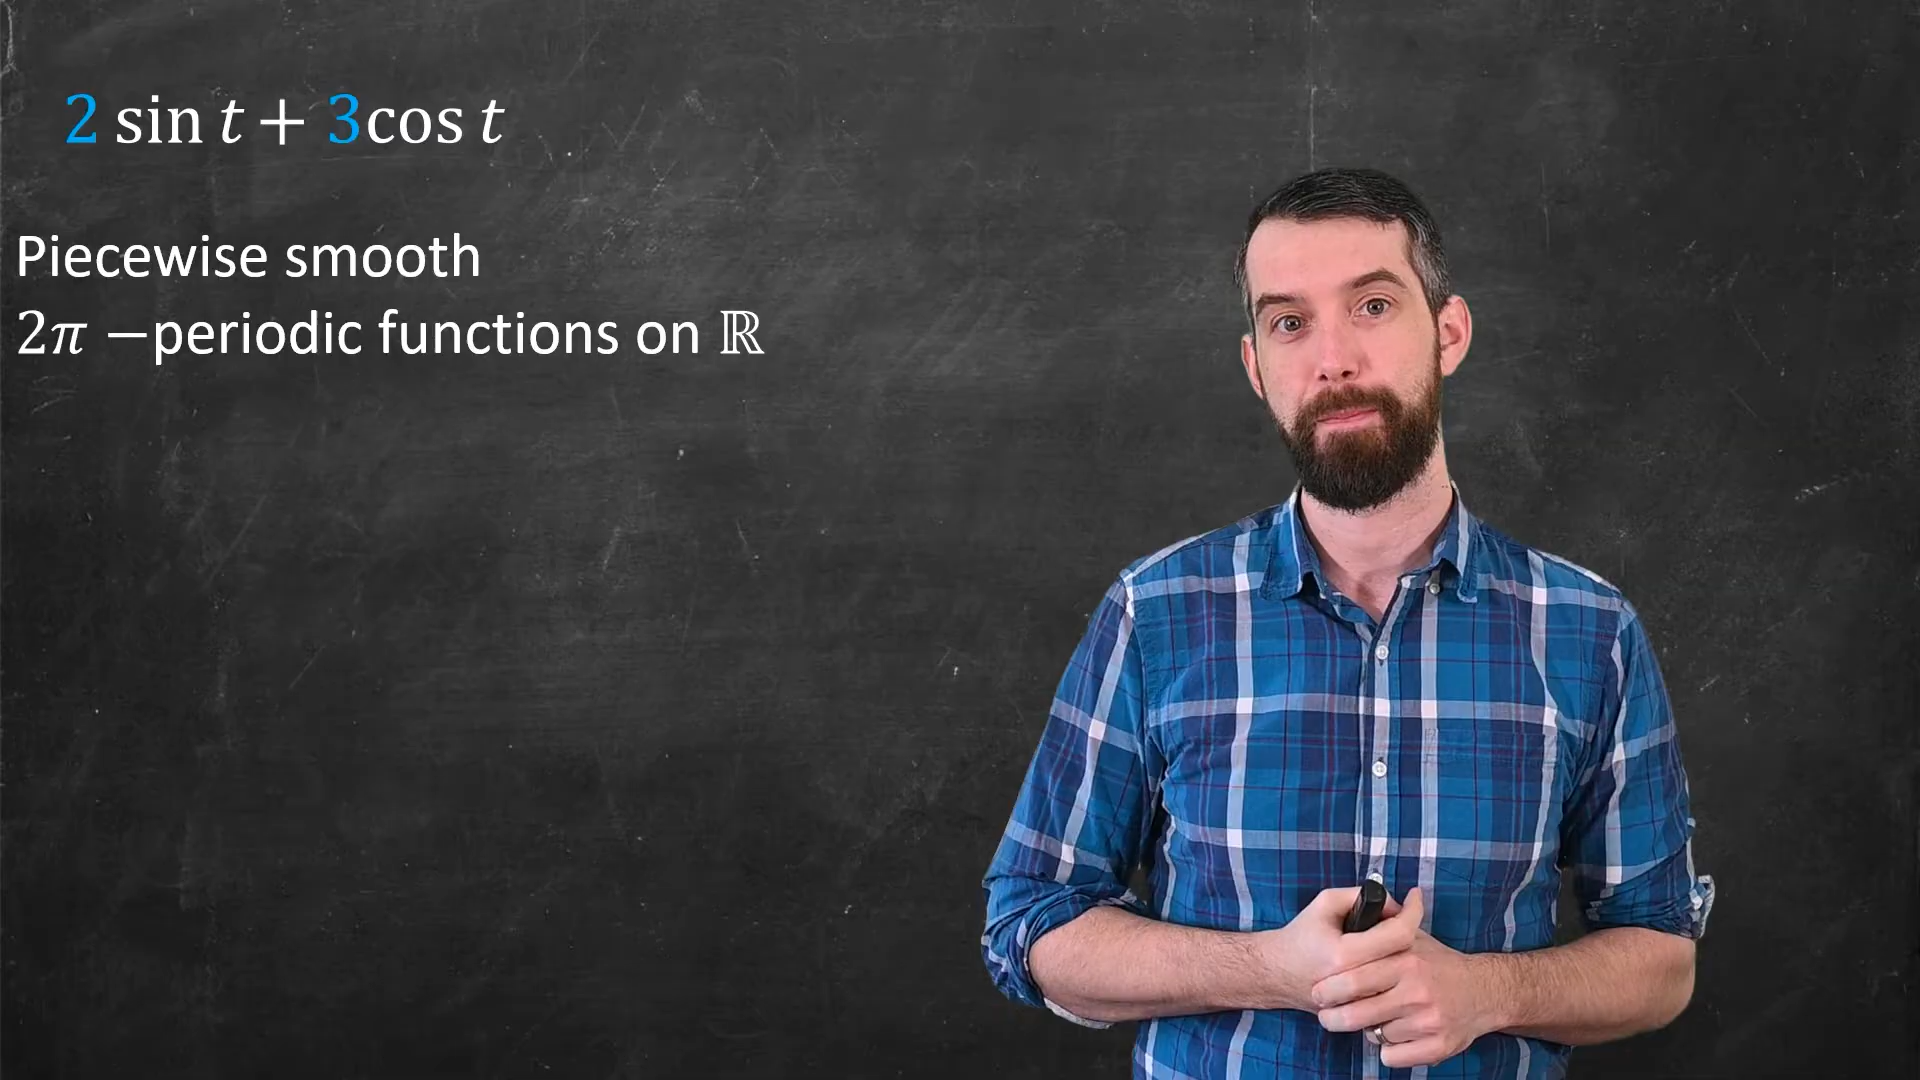 2 sin t + 3cos t
Piecewise smooth
2π −periodic functions on ℝ